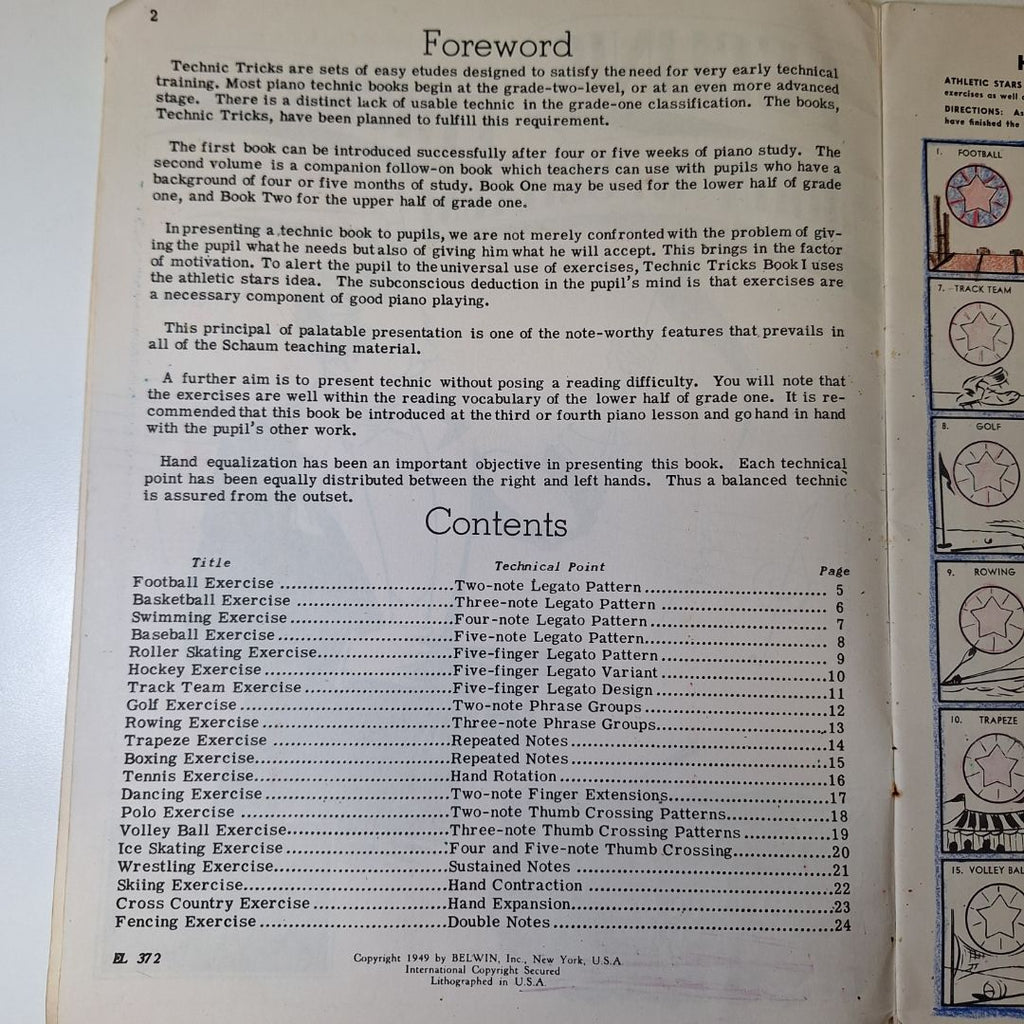 2
Foreword
Technic Tricks are sets of easy etudes designed to satisfy the need for very early technical
training. Most piano technic books begin at the grade-two-level, or at an even more advanced
stage. There is a distinct lack of usable technic in the grade-one classification. The books,
Technic Tricks, have been planned to fulfill this requirement.
The first book can be introduced successfully after four or five weeks of piano study. The
second volume is a companion follow-on book which teachers can use with pupils who have a
background of four or five months of study. Book One may be used for the lower half of grade
one, and Book Two for the upper half of grade one.
In presenting a technic book to pupils, we are not merely confronted with the problem of giv-
ing the pupil what he needs but also of giving him what he will accept. This brings in the factor
of motivation. To alert the pupil to the universal use of exercises, Technic Tricks Book I uses
the athletic stars idea. The subconscious deduction in the pupil's mind is that exercises are
a necessary component of good piano playing.
This principal of palatable presentation is one of the note-worthy features that prevails in
all of the Schaum teaching material.
A further aim is to present technic without posing a reading difficulty. You will note that
the exercises are well within the reading vocabulary of the lower half of grade one. It is re-
commended that this book be introduced at the third or fourth piano lesson and go hand in hand
with the pupil's other work.
Hand equalization has been an important objective in presenting this book. Each technical
point has been equally distributed between the right and left hands. Thus a balanced technic
is assured from the outset.
Contents
Title Technical Point Page
Football Exercise ........................Two-note Legato Pattern ........................ 5
Basketball Exercise ........................Three-note Legato Pattern ........................ 6
Swimming Exercise ........................Four-note Legato Pattern ........................ 7
Baseball Exercise ........................Five-note Legato Pattern........................ 8
Roller Skating Exercise........................Five-finger Legato Pattern ........................ 9
Hockey Exercise ........................Five-finger Legato Variant ........................10
Track Team Exercise ........................Five-finger Legato Design ........................11
Golf Exercise ........................Two-note Phrase Groups ........................12
Rowing Exercise ........................Three-note Phrase Groups........................13
Trapeze Exercise ........................Repeated Notes ........................14
Boxing Exercise........................Repeated Notes ........................15
Tennis Exercise........................Hand Rotation ........................16
Dancing Exercise ........................Two-note Finger Extensions........................17
Polo Exercise ........................Two-note Thumb Crossing Patterns........................18
Volley Ball Exercise........................Three-note Thumb Crossing Patterns ........................19
Ice Skating Exercise ........................Four and Five-note Thumb Crossing........................20
Wrestling Exercise........................Sustained Notes ........................21
Skiing Exercise........................Hand Contraction ........................22
Cross Country Exercise ........................Hand Expansion........................23
Fencing Exercise ........................Double Notes ........................24
EL 372
Copyright 1949 by BELWIN, Inc., New York, U.S.A.
International Copyright Secured
Lithographed in U.S.A.
H
ATHLETIC STARS
exercises as well
DIRECTIONS: As
have finished the
1. FOOTBALL
7. TRACK TEAM
8. GOLF
9. ROWING
10. TRAPEZE
15. VOLLEY BAL